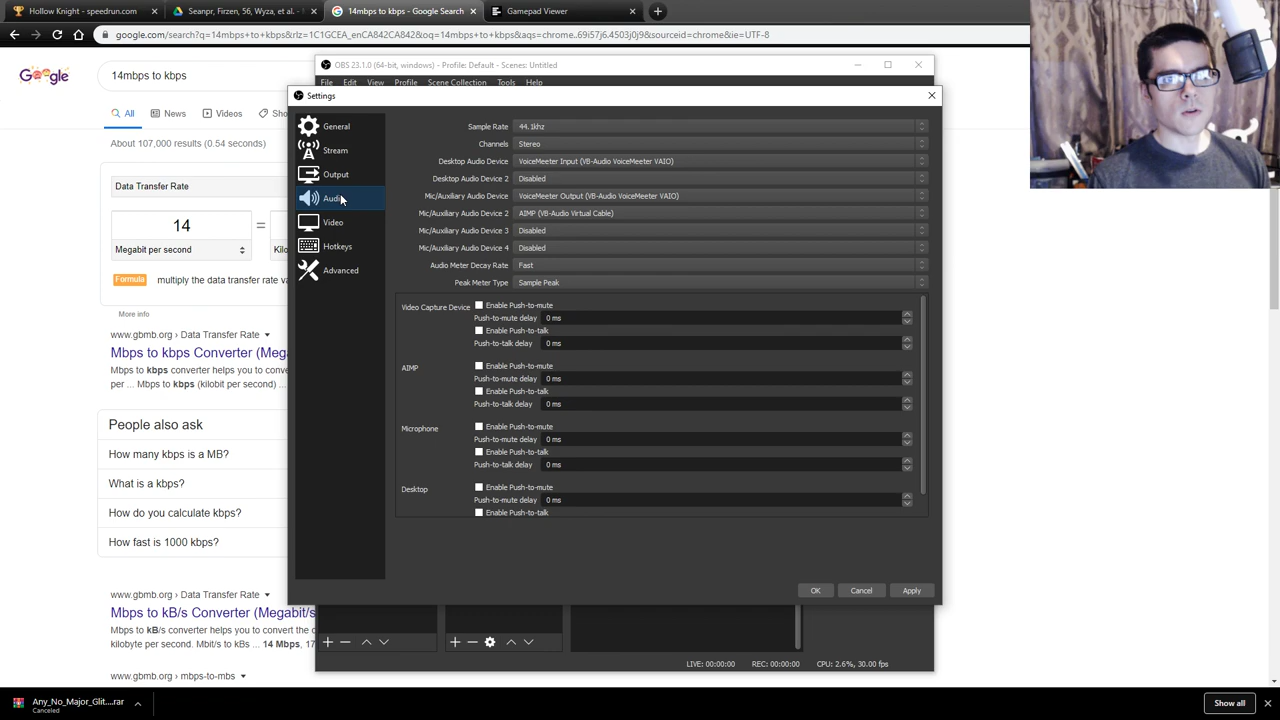 Hollow Knight - speedrun.com
Seanpr, Firzen, 56, Wyza, et al. -
14mbps to kbps - Google Search
Gamepad Viewer
google.com/search?q=14mbps+to+kbps&rlz=1C1GCEA_enCA842CA842&oq=14mbps+to+kbps&aqs=chrome..69i57j6.4503j0j9&sourceid=chrome&ie=UTF-8
Google
14mbps to kbps
All
News
Videos
Sho
About 107,000 results (0.54 seconds)
Data Transfer Rate
14
=
Megabit per second
Kilo
Formula
multiply the data transfer rate va
More info
www.gbmb.org › Data Transfer Rate
Mbps to kbps Converter (Mega
Mbps to kbps converter helps you to conve
per ... Mbps to kbps (kilobit per second) ...
People also ask
How many kbps is a MB?
What is a kbps?
How do you calculate kbps?
How fast is 1000 kbps?
www.gbmb.org › Data Transfer Rate
Mbps to kB/s Converter (Megabit/s
Mbps to kB/s converter helps you to convert the d
kilobyte per second. Mbit/s to kBs ... 14 Mbps, 17
www.gbmb.org › mbps-to-mbs
OBS 23.1.0 (64-bit, windows) - Profile: Default - Scenes: Untitled
File
Edit
View
Profile
Scene Collection
Tools
Help
Settings
General
Stream
Output
Audio
Video
Hotkeys
Advanced
Sample Rate
44.1khz
Channels
Stereo
Desktop Audio Device
VoiceMeeter Input (VB-Audio VoiceMeeter VAIO)
Desktop Audio Device 2
Disabled
Mic/Auxiliary Audio Device
VoiceMeeter Output (VB-Audio VoiceMeeter VAIO)
Mic/Auxiliary Audio Device 2
AIMP (VB-Audio Virtual Cable)
Mic/Auxiliary Audio Device 3
Disabled
Mic/Auxiliary Audio Device 4
Disabled
Audio Meter Decay Rate
Fast
Peak Meter Type
Sample Peak
Video Capture Device
Enable Push-to-mute
Push-to-mute delay
0 ms
Enable Push-to-talk
Push-to-talk delay
0 ms
AIMP
Enable Push-to-mute
Push-to-mute delay
0 ms
Enable Push-to-talk
Push-to-talk delay
0 ms
Microphone
Enable Push-to-mute
Push-to-mute delay
0 ms
Enable Push-to-talk
Push-to-talk delay
0 ms
Desktop
Enable Push-to-mute
Push-to-mute delay
0 ms
Enable Push-to-talk
OK
Cancel
Apply
LIVE: 00:00:00
REC: 00:00:00
CPU: 2.6%, 30.00 fps
Any_No_Major_Glit....rar
Canceled
Show all